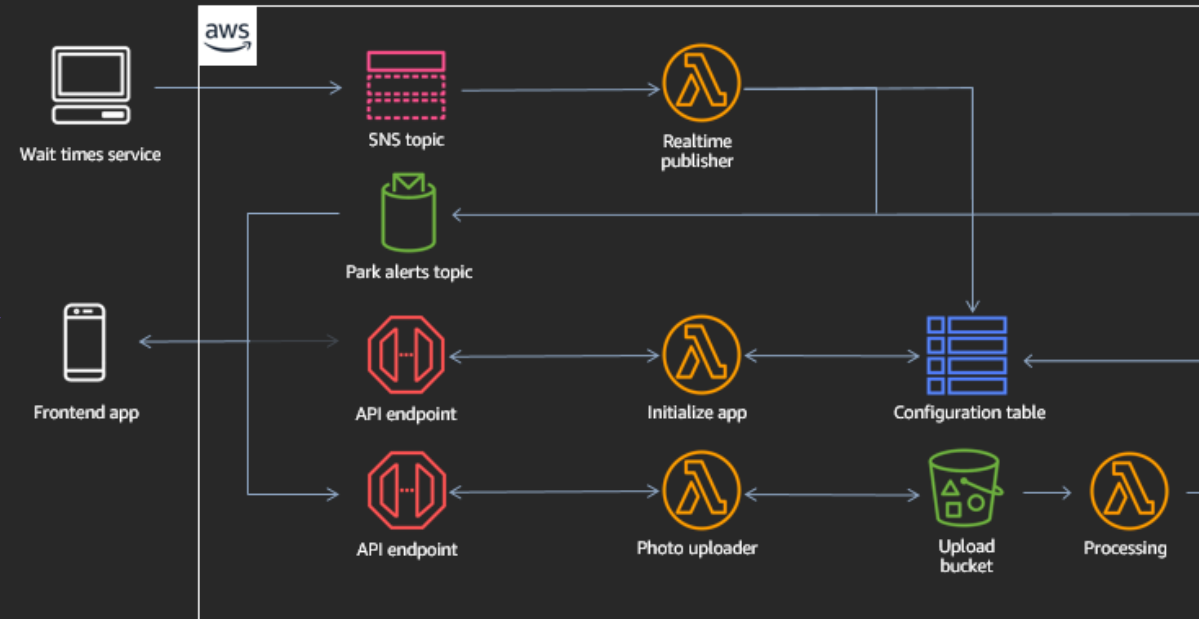 aws
Wait times service
SNS topic
Realtime
publisher
Park alerts topic
Frontend app
API endpoint
Initialize app
Configuration table
API endpoint
Photo uploader
Upload
bucket
Processing